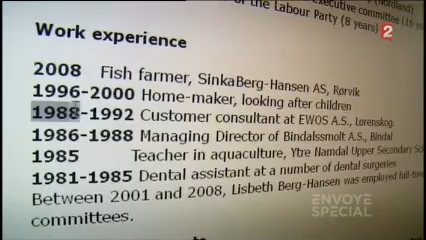 (Nordland)
executive committee (16
of the Labour Party (8 years)
2
Work experience
2008 Fish farmer, SinkaBerg-Hansen AS, Rørvik
1996-2000 Home-maker, looking after children
1988-1992 Customer consultant at EWOS A.S., Lørenskog.
1986-1988 Managing Director of Bindalssmolt A.S., Bindal
1985 Teacher in aquaculture, Ytre Namdal Upper Secondary
1981-1985 Dental assistant at a number of dental surgeries
Between 2001 and 2008, Lisbeth Berg-Hansen was employed full-time
committees.
ENVOYE
SPECIAL